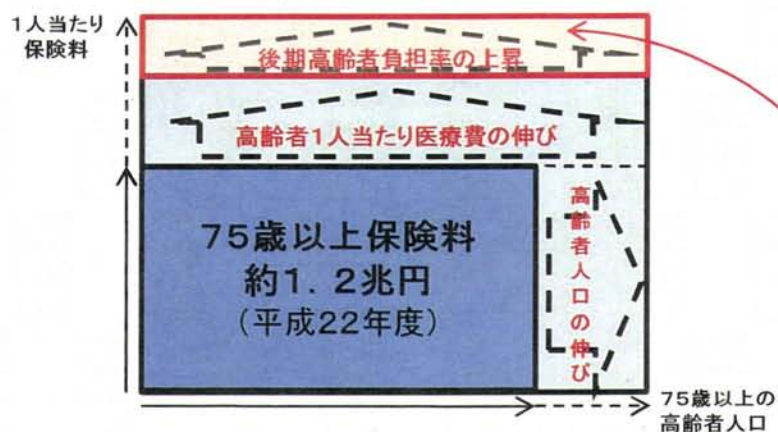 1人当たり
保険料
後期高齢者負担率の上昇
高齢者1人当たり医療費の伸び
75歳以上保険料
約1．2兆円
（平成22年度）
高齢者人口の伸び
75歳以上の
高齢者人口